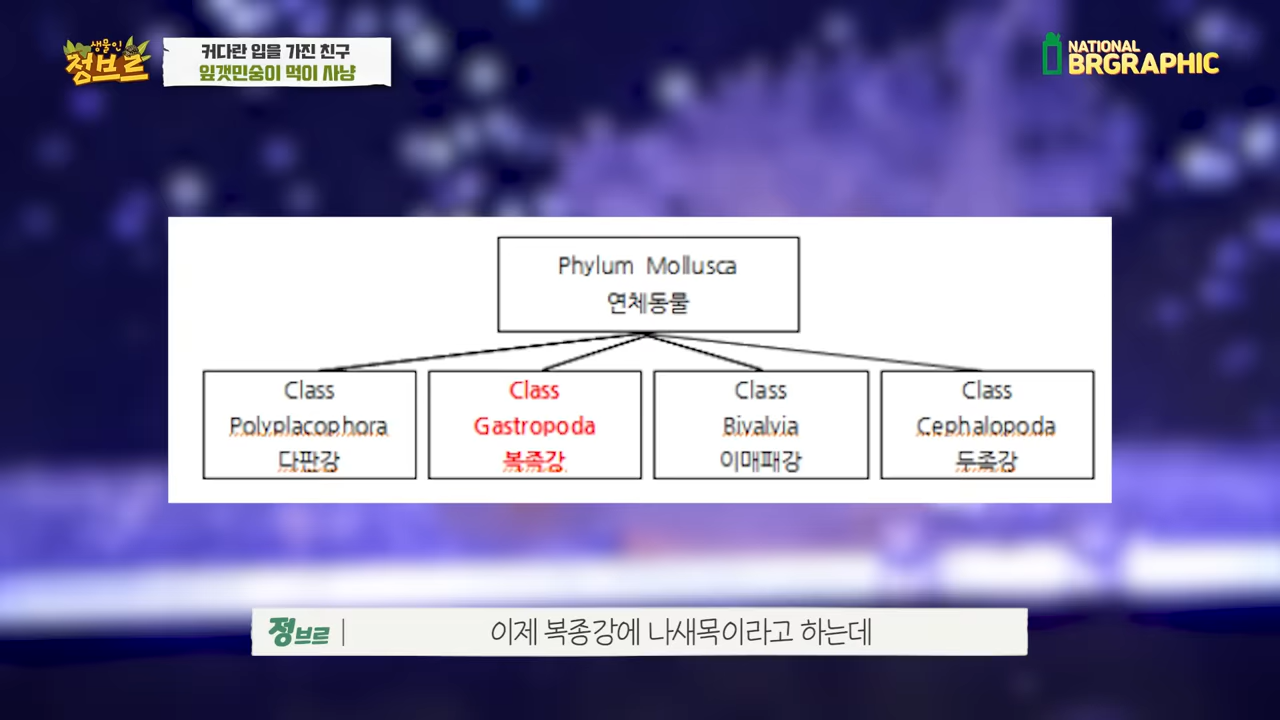 생물인
정브르
커다란 입을 가진 친구
잎갯민숭이 먹이 사냥
NATIONAL
BRGRAPHIC
Phylum Mollusca
연체동물
Class
Polyplacophora
다판강
Class
Gastropoda
복족강
Class
Bivalvia
이매패강
Class
Cephalopoda
두족강
정브르
이제 복종강에 나새목이라고 하는데